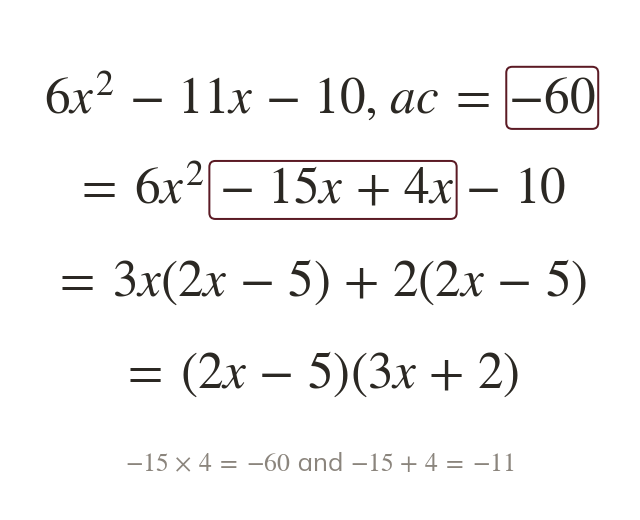 6x² − 11x − 10, ac = −60
= 6x² − 15x + 4x − 10
= 3x(2x − 5) + 2(2x − 5)
= (2x − 5)(3x + 2)
−15 × 4 = −60 and −15 + 4 = −11